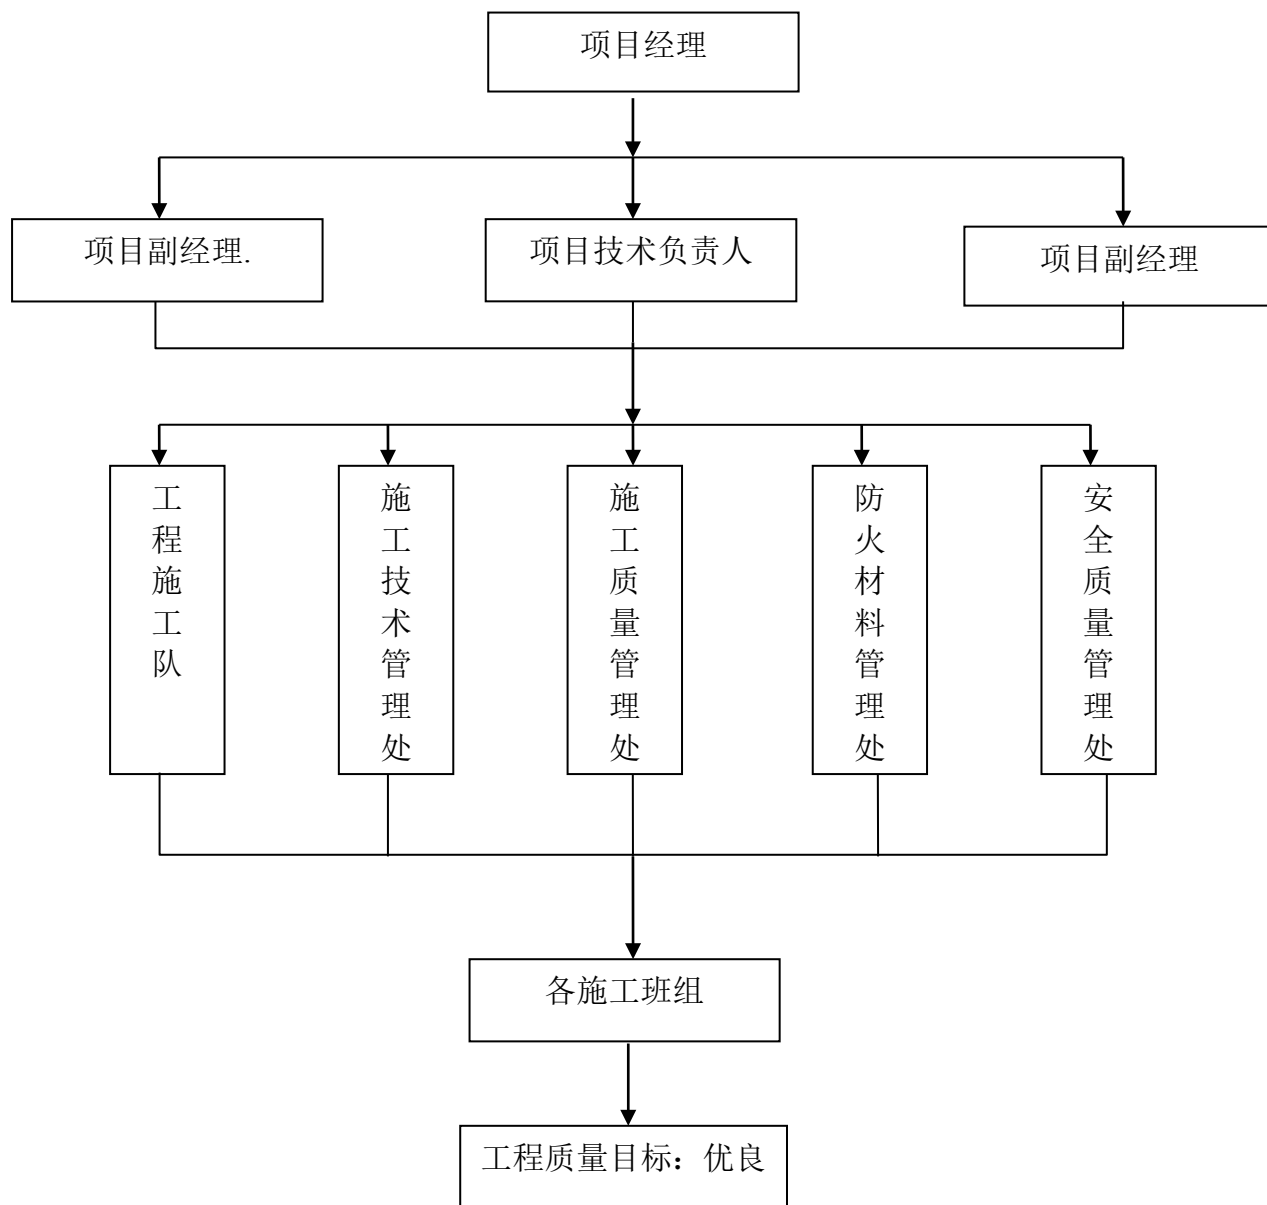 项目经理
项目副经理.
项目技术负责人
项目副经理
工程施工队
施工技术管理处
施工质量管理处
防火材料管理处
安全质量管理处
各施工班组
工程质量目标：优良